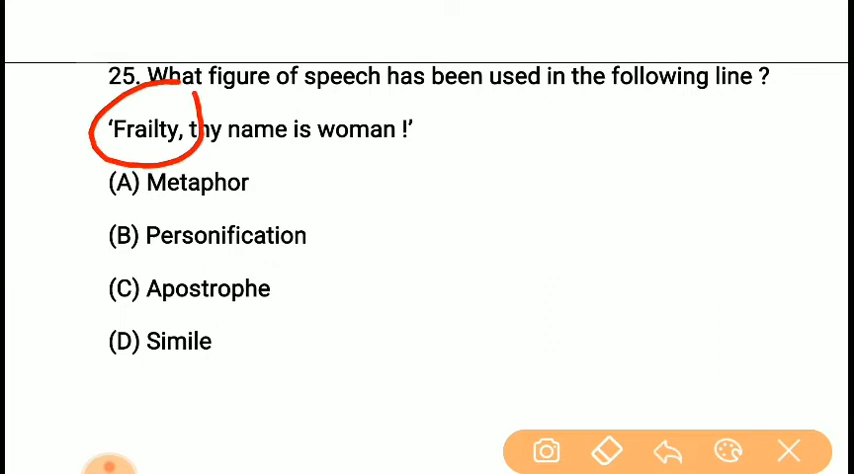 25. What figure of speech has been used in the following line ?
‘Frailty, thy name is woman !’
(A) Metaphor
(B) Personification
(C) Apostrophe
(D) Simile